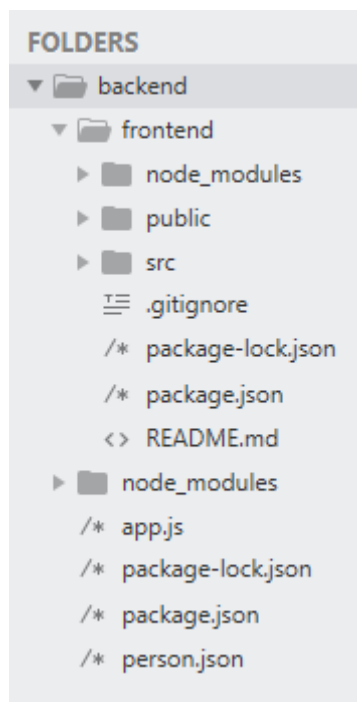 FOLDERS
backend
frontend
node_modules
public
src
.gitignore
/* package-lock.json
/* package.json
<> README.md
node_modules
/* app.js
/* package-lock.json
/* package.json
/* person.json